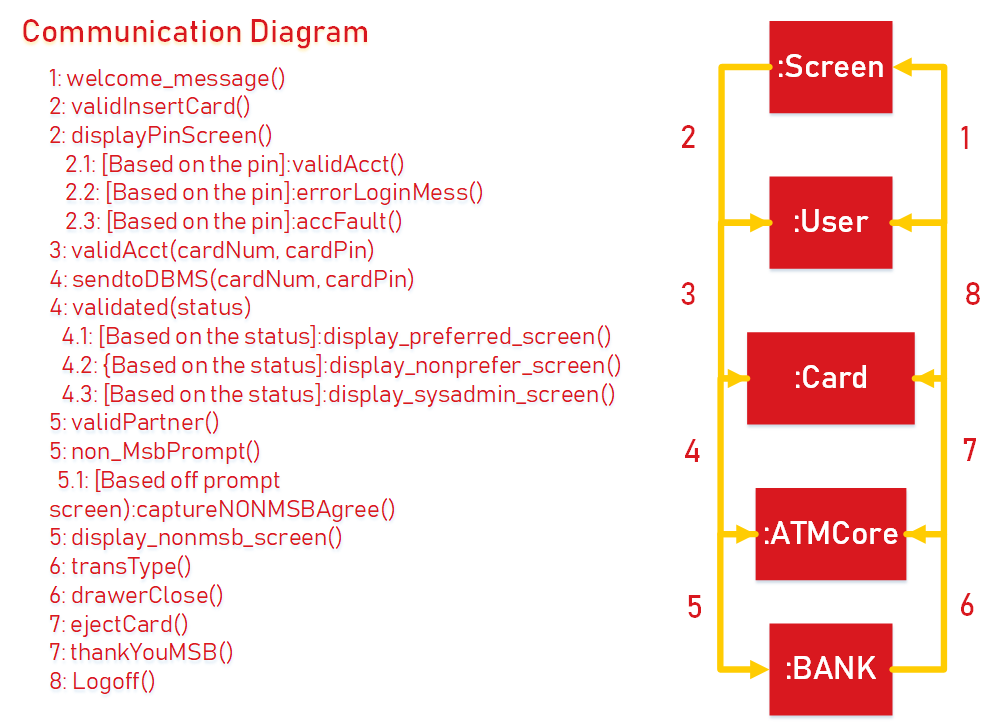 Communication Diagram
1: welcome_message()
2: validInsertCard()
2: displayPinScreen()
2.1: [Based on the pin]:validAcct()
2.2: [Based on the pin]:errorLoginMess()
2.3: [Based on the pin]:accFault()
3: validAcct(cardNum, cardPin)
4: sendtoDBMS(cardNum, cardPin)
4: validated(status)
4.1: [Based on the status]:display_preferred_screen()
4.2: {Based on the status]:display_nonprefer_screen()
4.3: [Based on the status]:display_sysadmin_screen()
5: validPartner()
5: non_MsbPrompt()
5.1: [Based off prompt
screen):captureNONMSBAgree()
5: display_nonmsb_screen()
6: transType()
6: drawerClose()
7: ejectCard()
7: thankYouMSB()
8: Logoff()
:Screen
2
1
:User
3
8
:Card
4
7
:ATMCore
5
6
:BANK